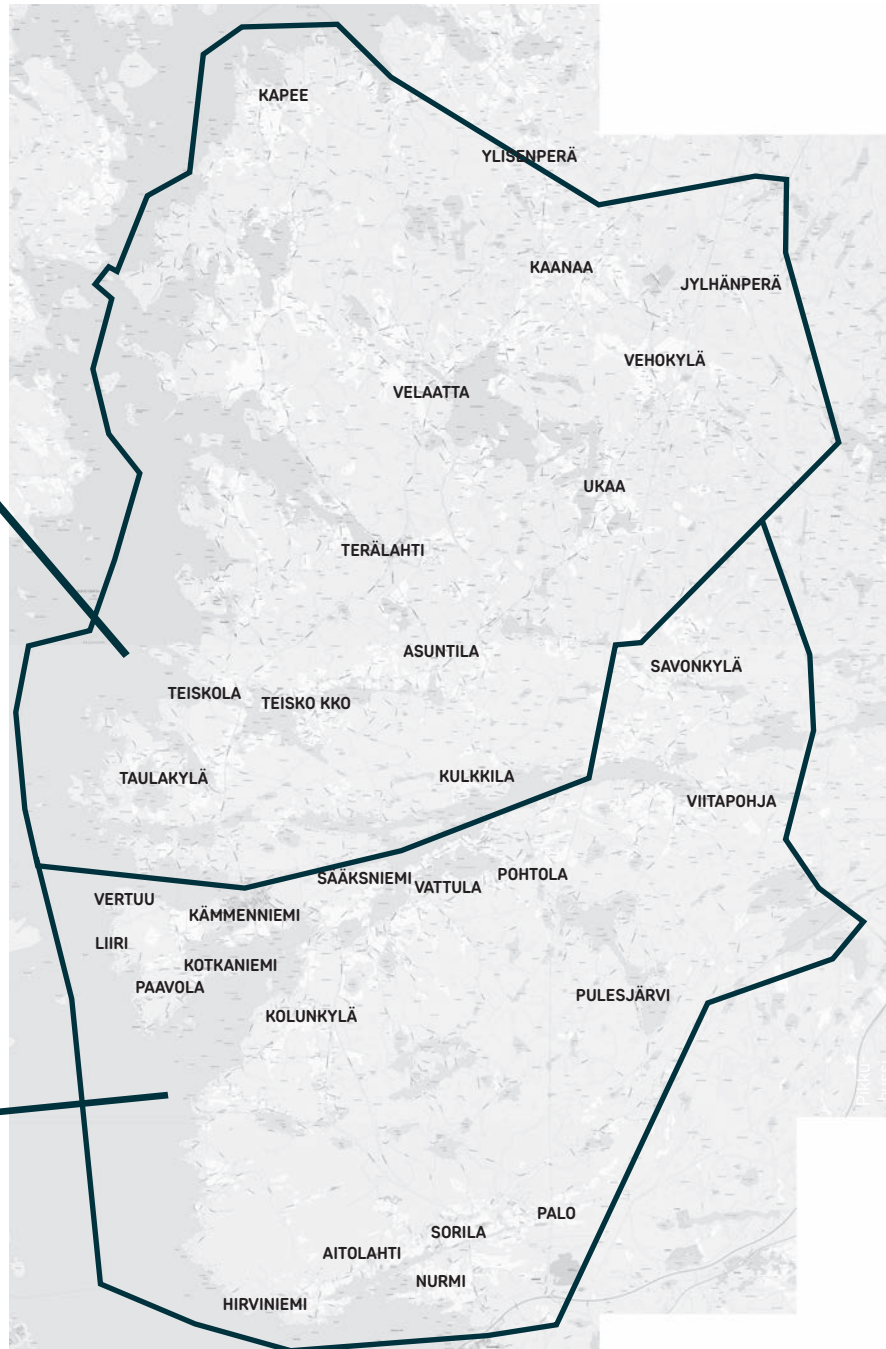 KAPEE
YLISENPERÄ
KAANAA
JYLHÄNPERÄ
VEHOKYLÄ
VELAATTA
UKAA
TERÄLAHTI
ASUNTILA
SAVONKYLÄ
TEISKOLA
TEISKO KKO
TAULAKYLÄ
KULKKILA
VIITAPOHJA
SÄÄKSNIEMI
POHTOLA
VATTULA
VERTUU
KÄMMENNIEMI
LIIRI
KOTKANIEMI
PAAVOLA
PULESJÄRVI
KOLUNKYLÄ
PALO
SORILA
AITOLAHTI
NURMI
HIRVINIEMI